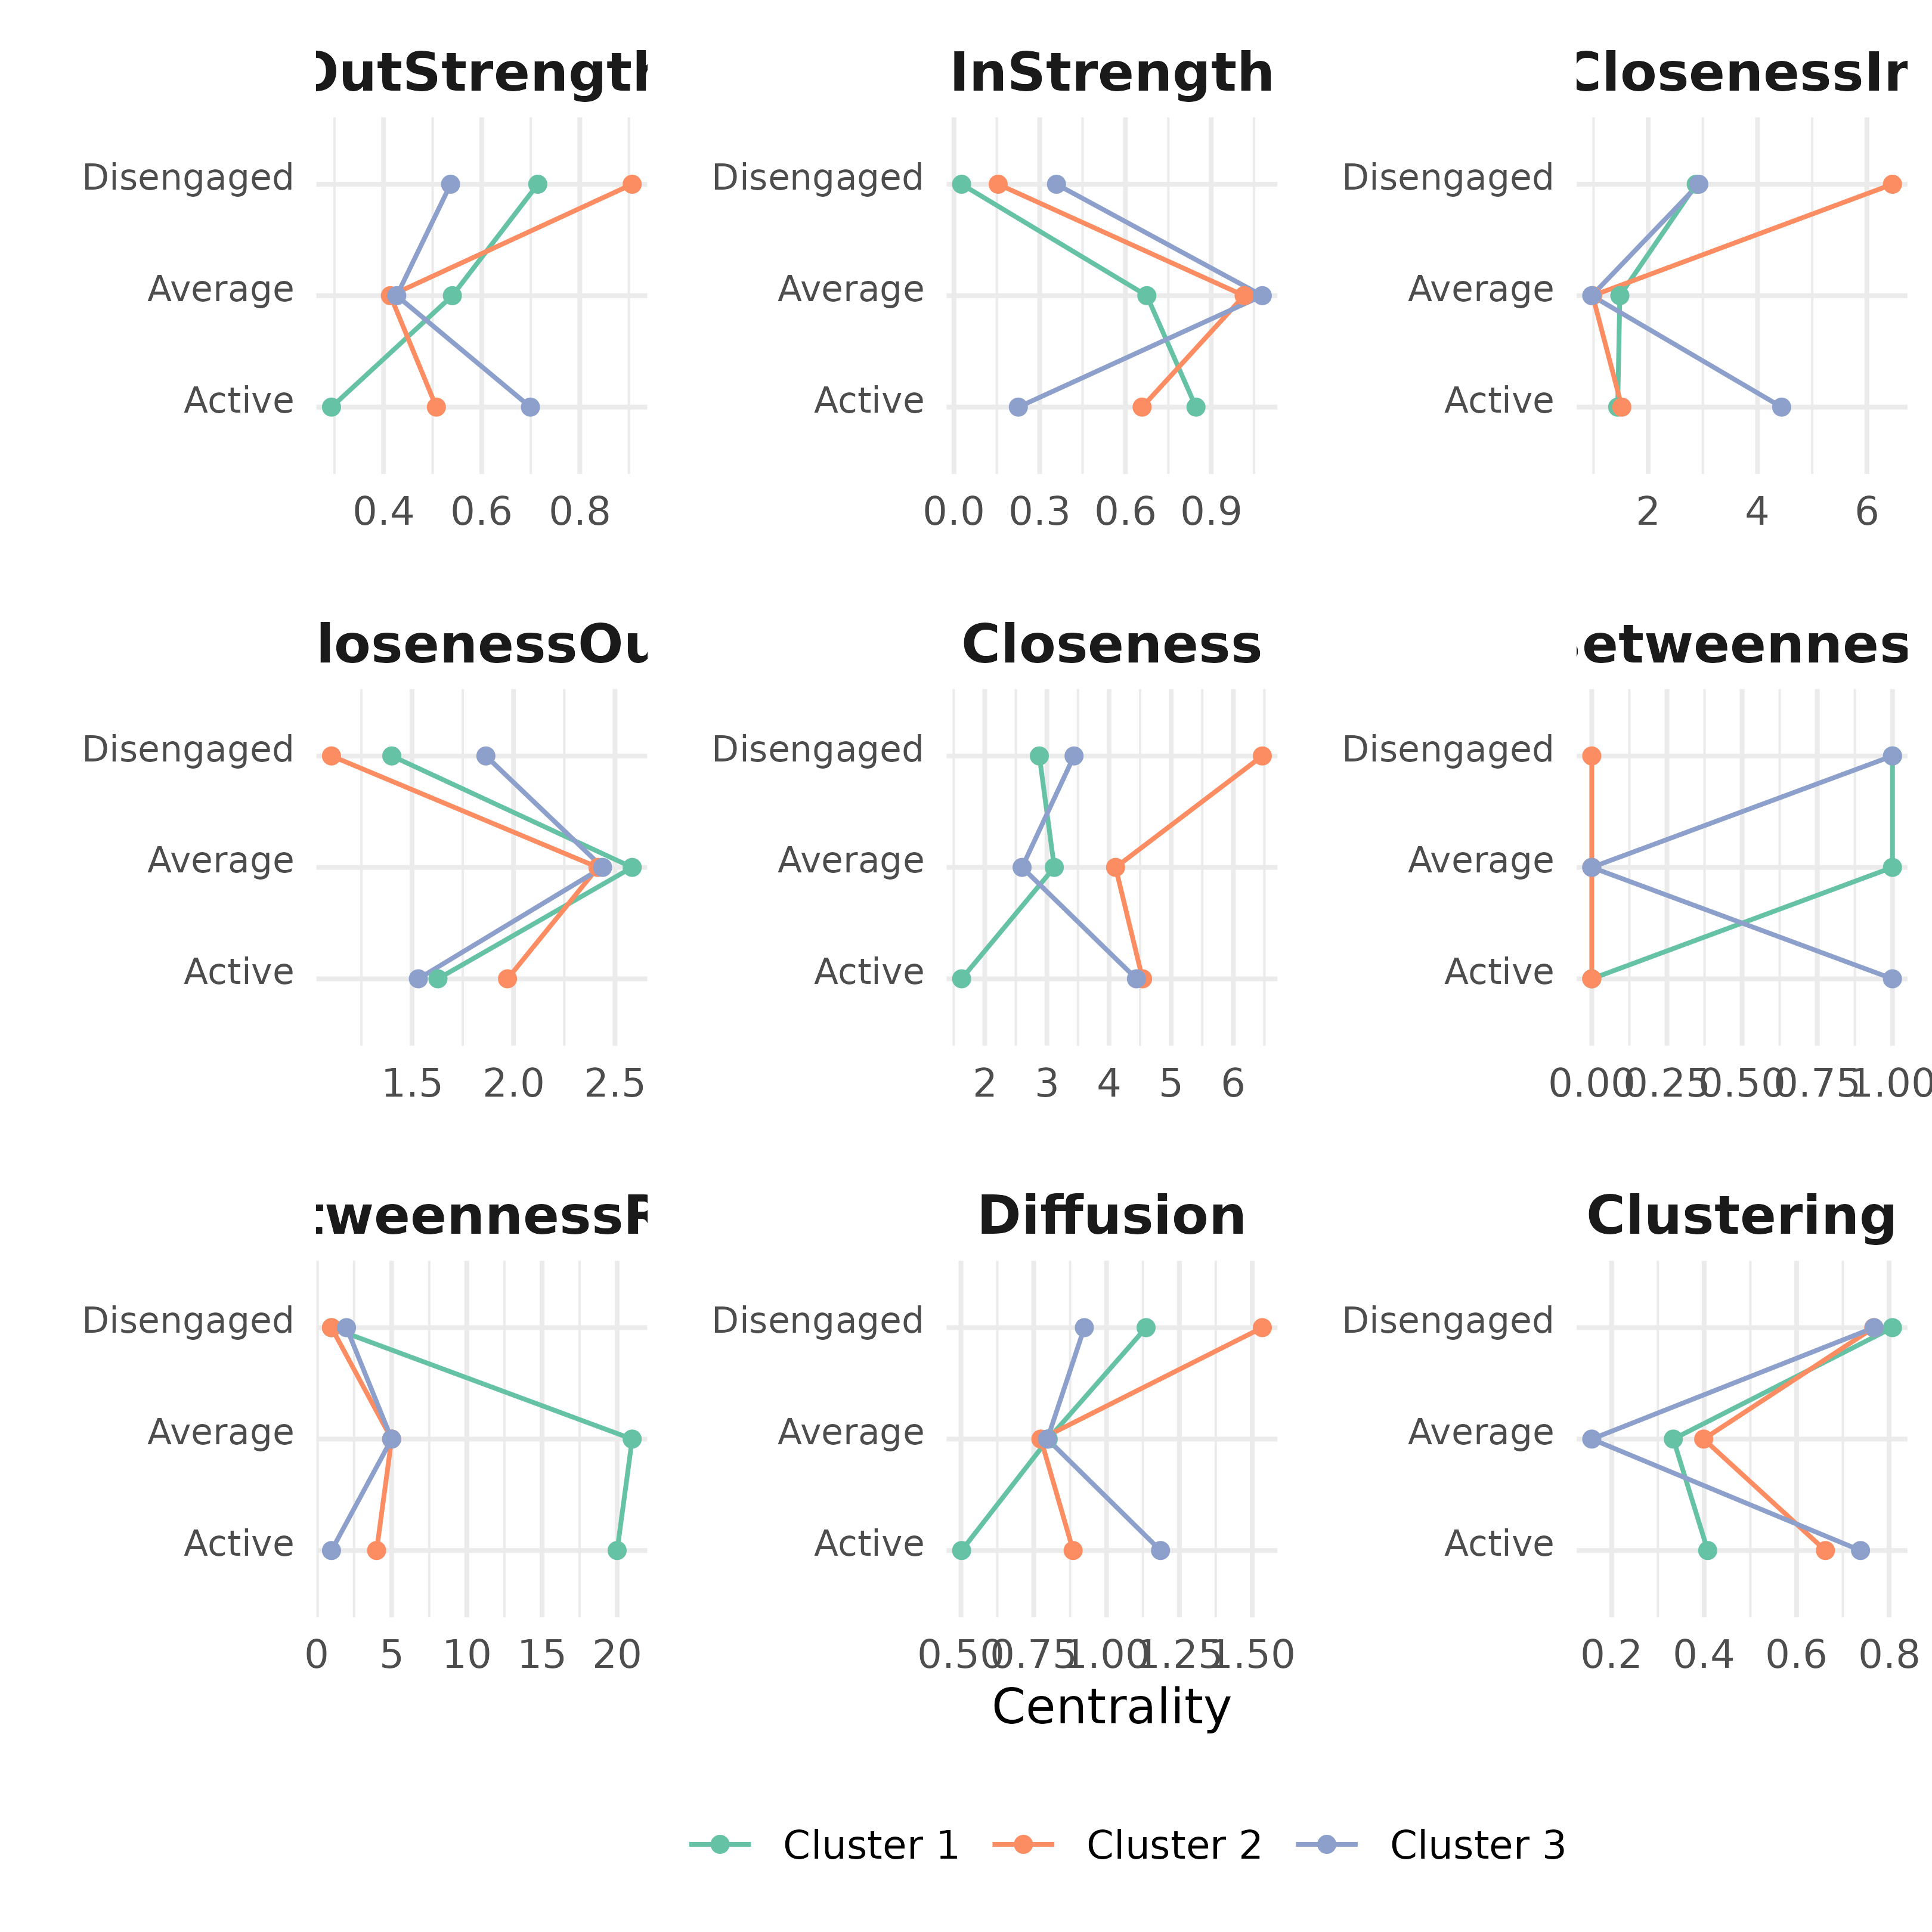 OutStrength InStrength ClosenessIn
Disengaged Disengaged Disengaged
Average Average Average
Active Active Active
0.4 0.6 0.8 0.0 0.3 0.6 0.9 2 4 6
losenessOu Closeness etweennes
Disengaged Disengaged Disengaged
Average Average Average
Active Active Active
1.5 2.0 2.5 2 3 4 5 6 0.00 0.25 0.50 0.75 1.00
tweennessR Diffusion Clustering
Disengaged Disengaged Disengaged
Average Average Average
Active Active Active
0 5 10 15 20 0.50 0.75 1.00 1.25 1.50 0.2 0.4 0.6 0.8
Centrality
Cluster 1 Cluster 2 Cluster 3